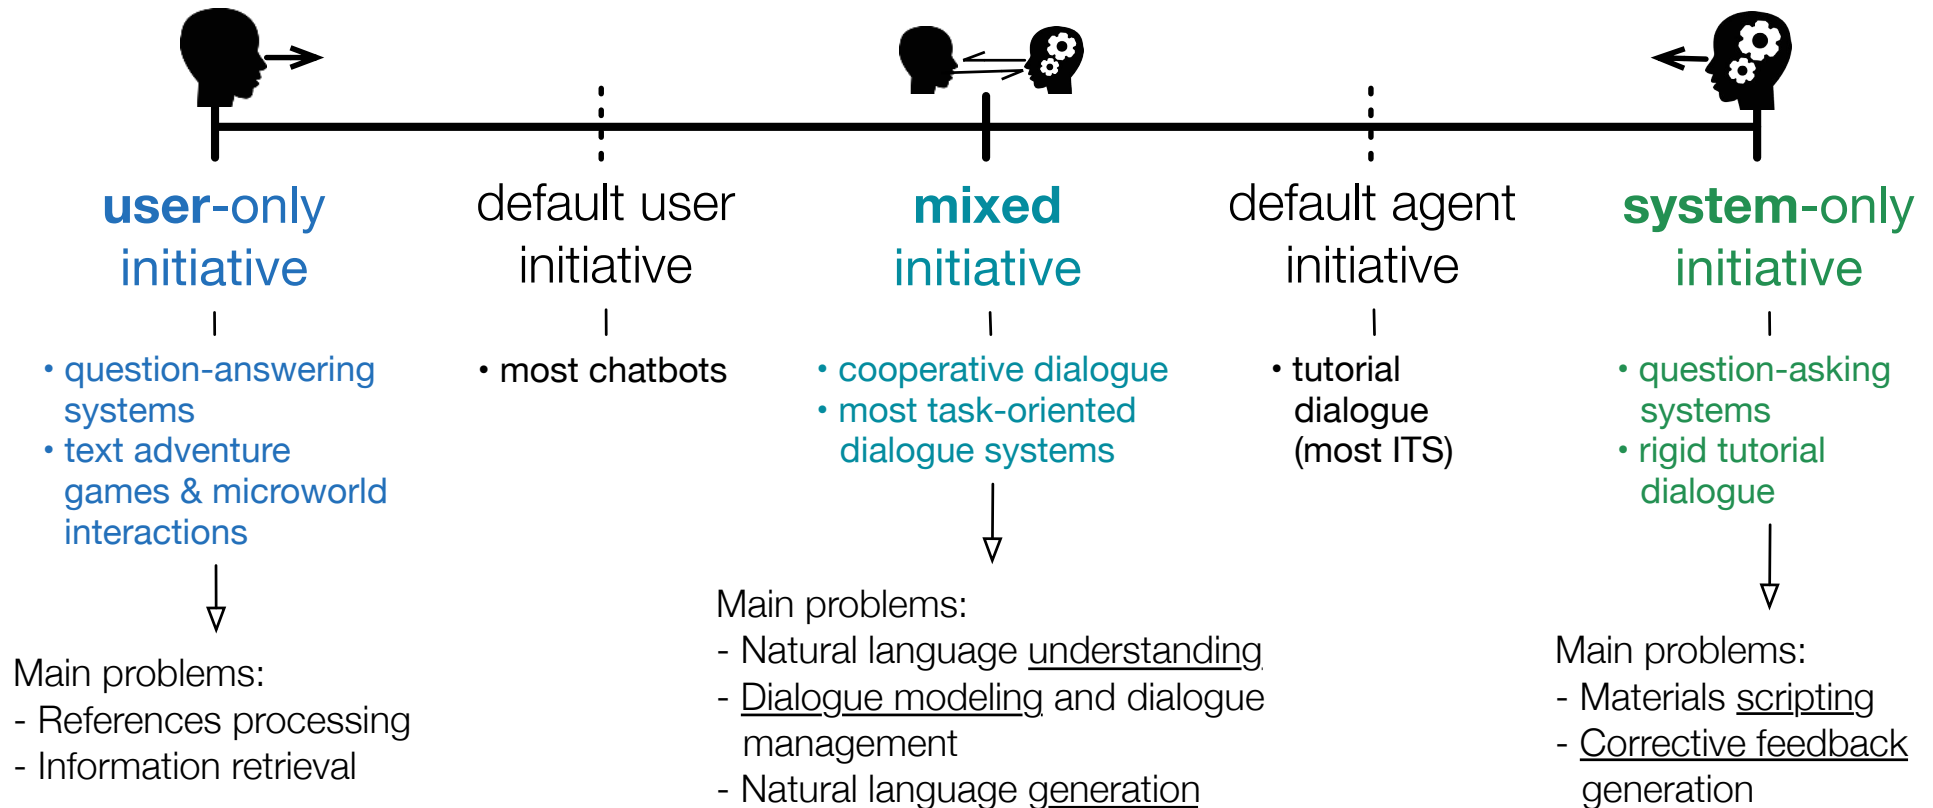 user-only
initiative
default user
initiative
mixed
initiative
default agent
initiative
system-only
initiative
• question-answering
systems
• text adventure
games & microworld
interactions
• most chatbots
• cooperative dialogue
• most task-oriented
dialogue systems
• tutorial
dialogue
(most ITS)
• question-asking
systems
• rigid tutorial
dialogue
Main problems:
- References processing
- Information retrieval
Main problems:
- Natural language understanding
- Dialogue modeling and dialogue
management
- Natural language generation
Main problems:
- Materials scripting
- Corrective feedback
generation